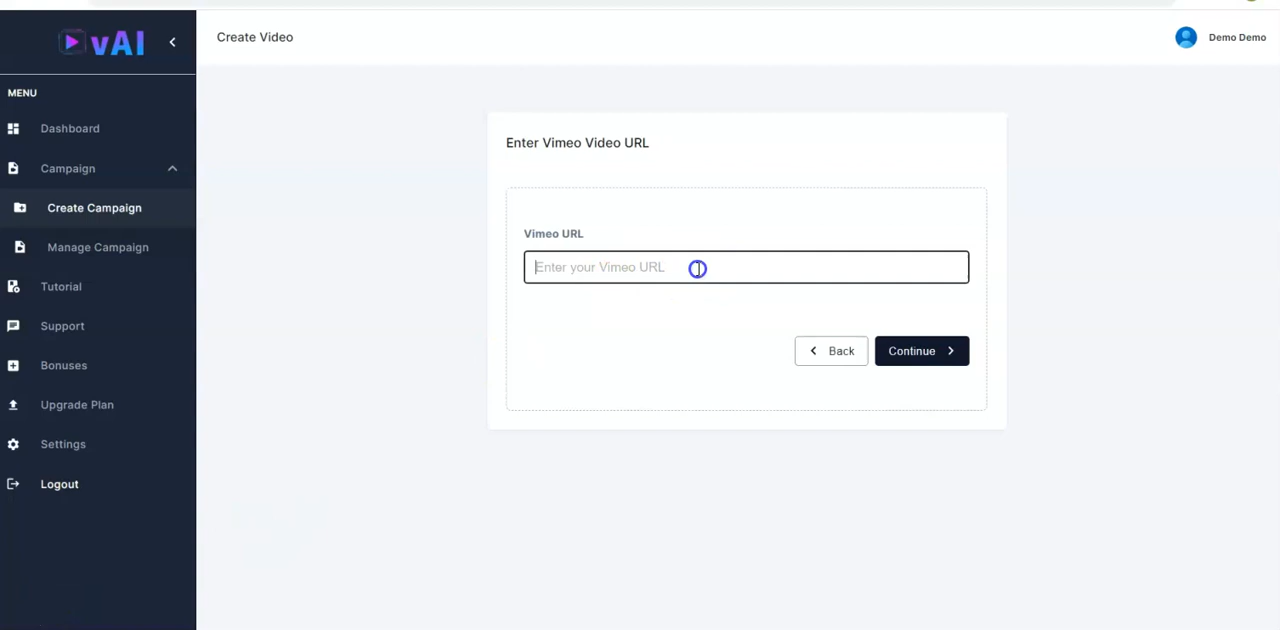 vAI
Create Video
Demo Demo
MENU
Dashboard
Campaign
Create Campaign
Manage Campaign
Tutorial
Support
Bonuses
Upgrade Plan
Settings
Logout
Enter Vimeo Video URL
Vimeo URL
Enter your Vimeo URL
Back
Continue